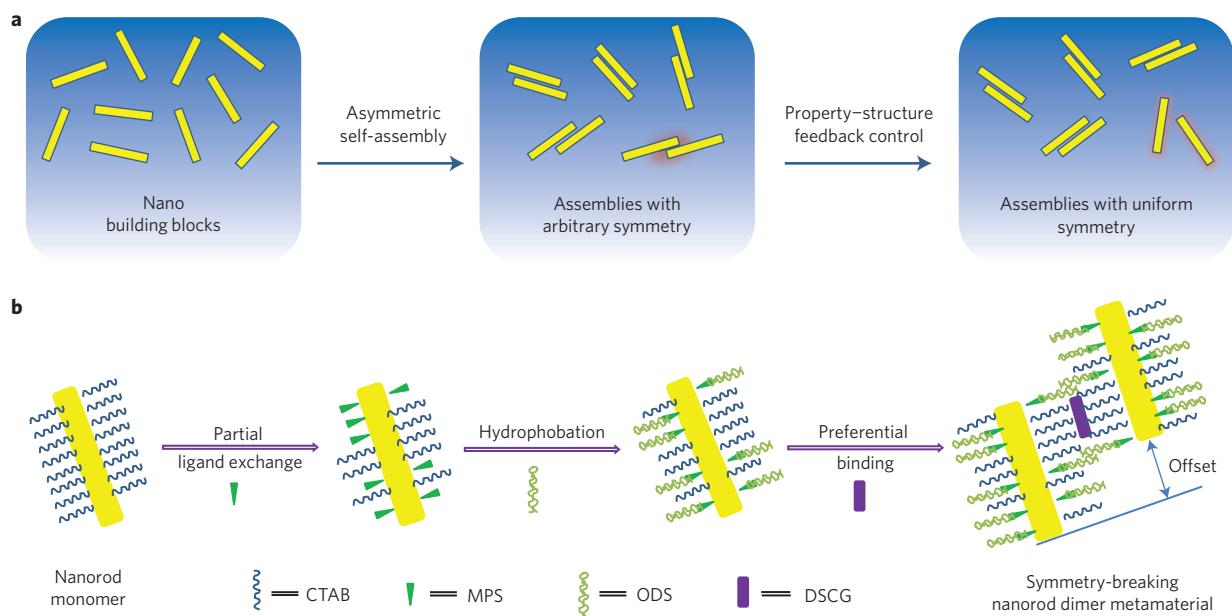 a
Asymmetric
self-assembly
Property–structure
feedback control
Nano
building blocks
Assemblies with
arbitrary symmetry
Assemblies with uniform
symmetry
b
Partial
ligand exchange
Hydrophobation
Preferential
binding
Offset
Nanorod
monomer
CTAB
MPS
ODS
DSCG
Symmetry-breaking
nanorod dimer metamaterial